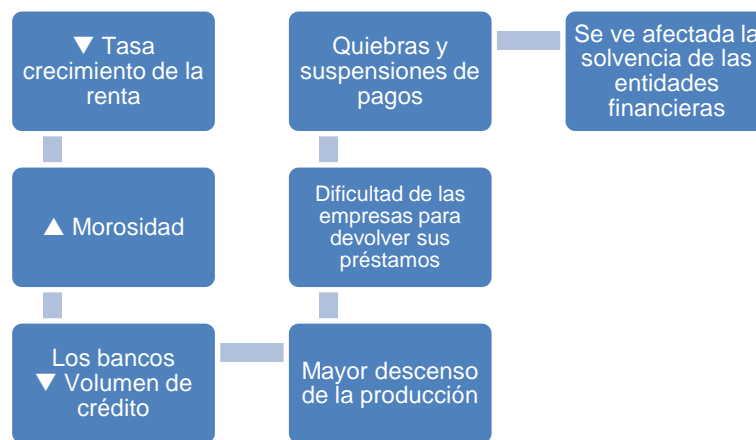 ▼ Tasa
crecimiento de la
renta
▲ Morosidad
Los bancos
▼ Volumen de
crédito
Mayor descenso
de la producción
Dificultad de las
empresas para
devolver sus
préstamos
Quiebras y
suspensiones de
pagos
Se ve afectada la
solvencia de las
entidades
financieras